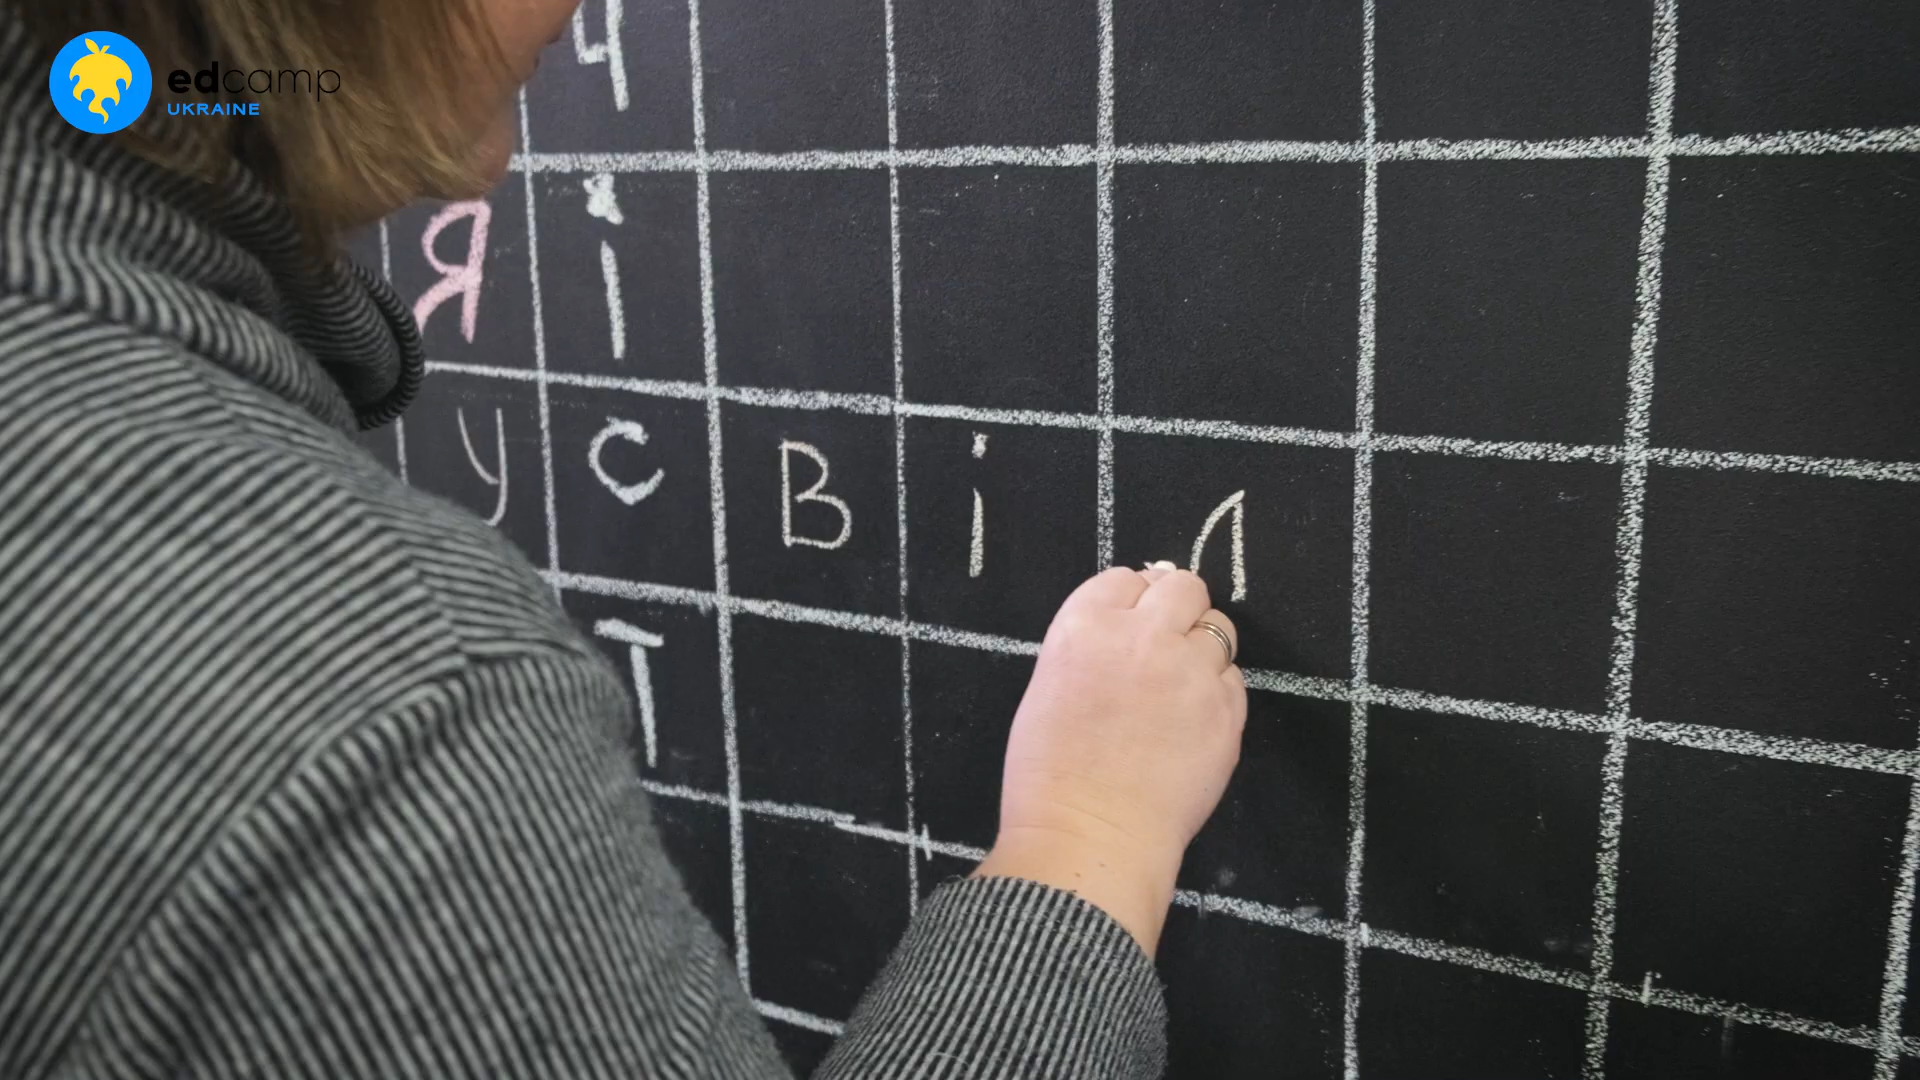 edcamp
UKRAINE
Ч
Я І
У С В І Л
Т